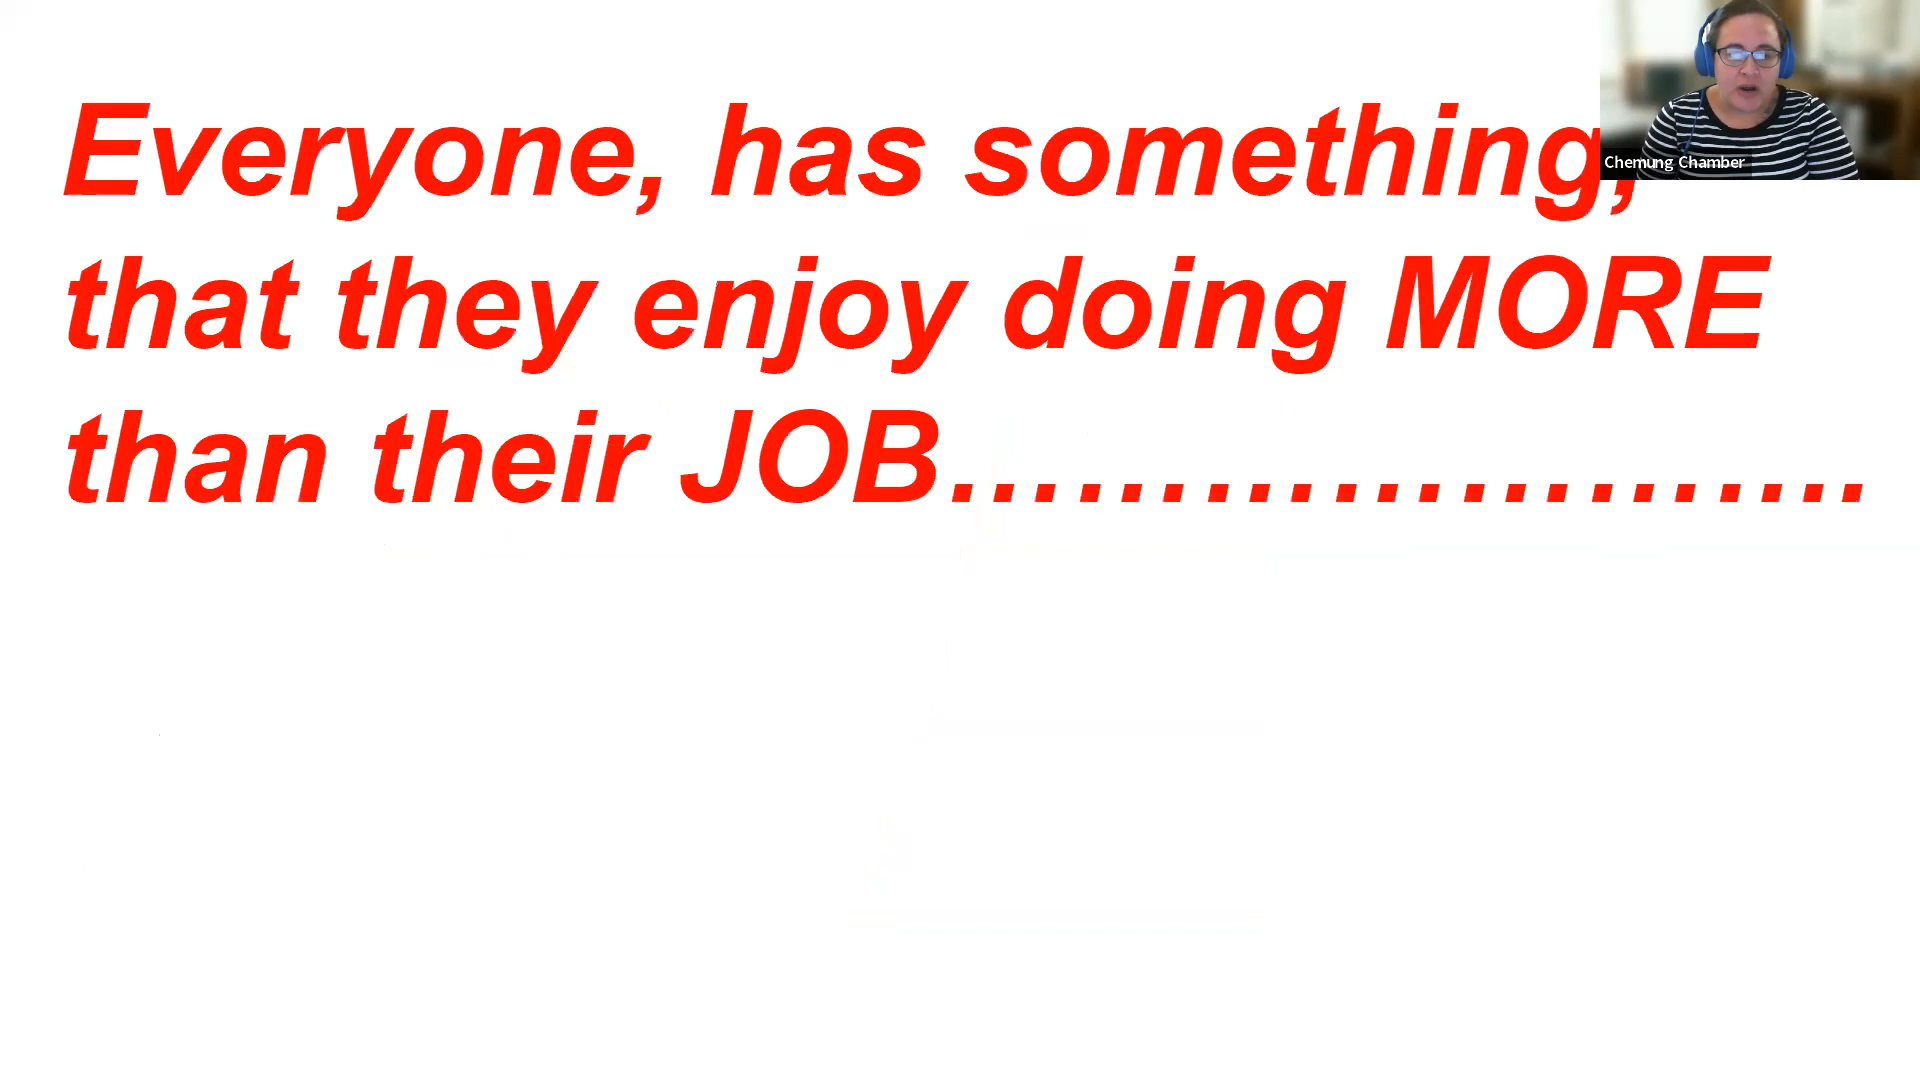 Everyone, has something,
that they enjoy doing MORE
than their JOB…………………….
Chemung Chamber